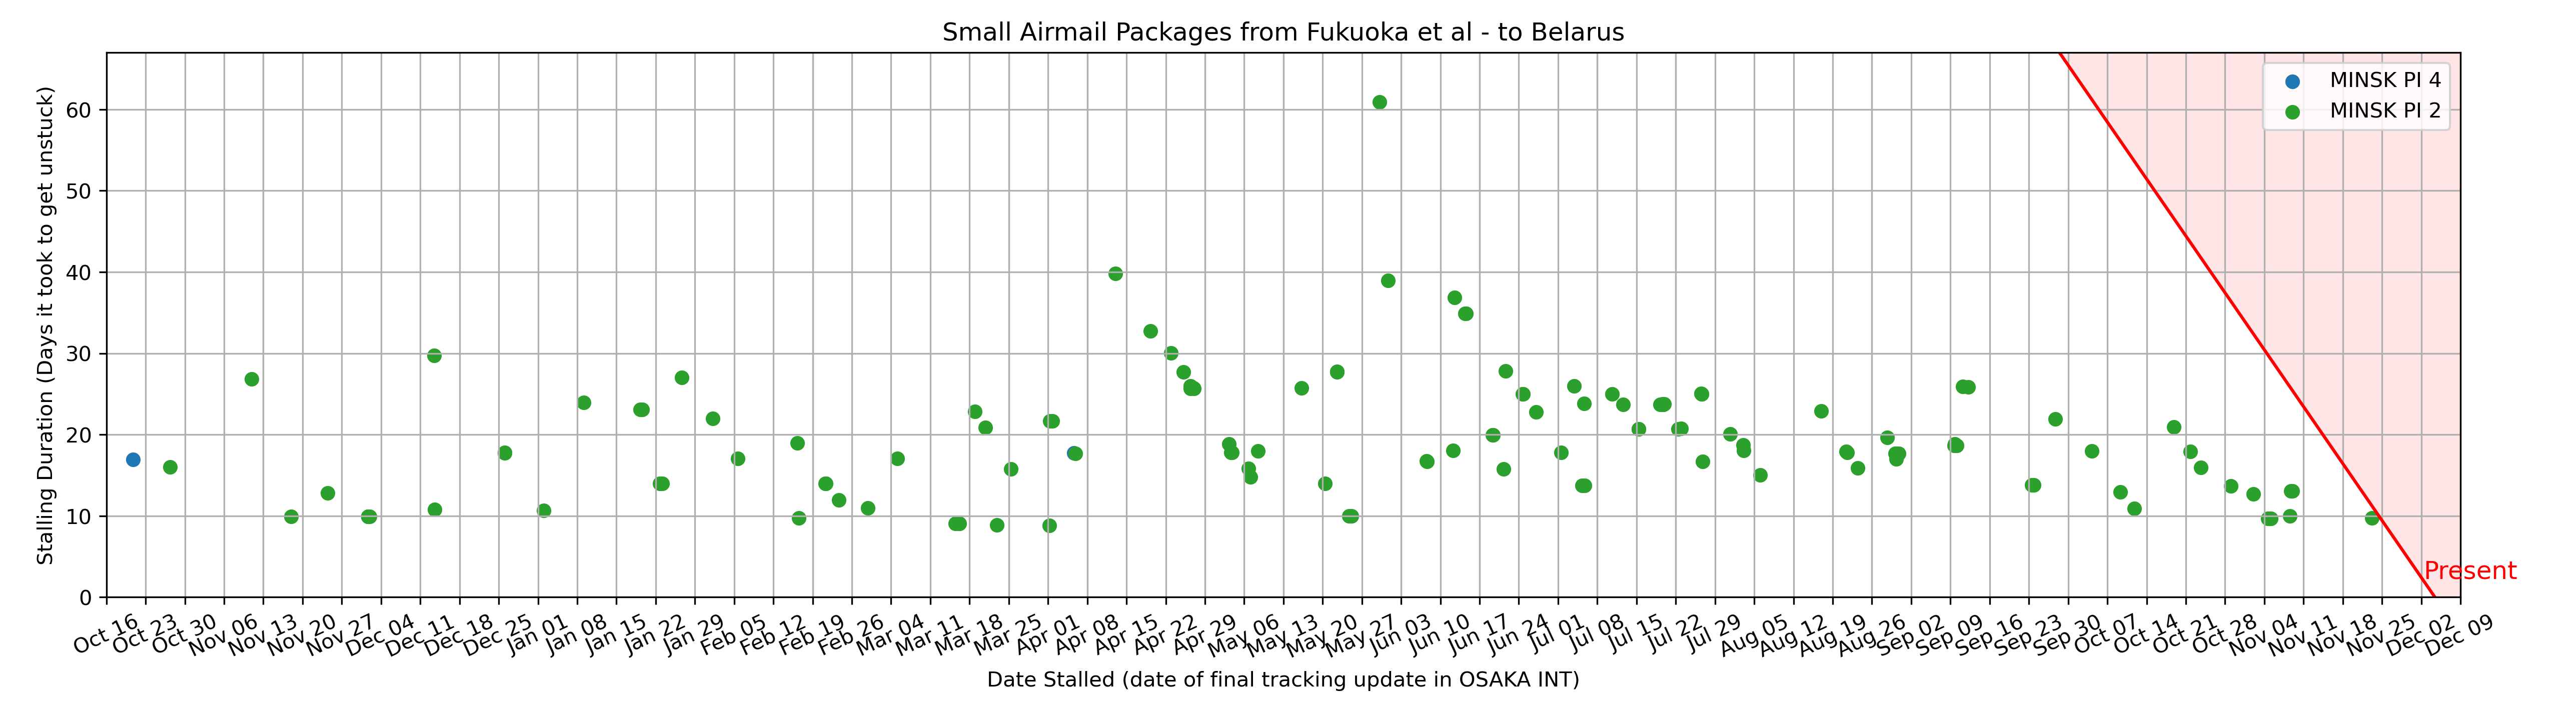 Small Airmail Packages from Fukuoka et al - to Belarus
MINSK PI 4
MINSK PI 2
Stalling Duration (Days it took to get unstuck)
60
50
40
30
20
10
0
Present
Oct 16
Oct 23
Oct 30
Nov 06
Nov 13
Nov 20
Nov 27
Dec 04
Dec 11
Dec 18
Dec 25
Jan 01
Jan 08
Jan 15
Jan 22
Jan 29
Feb 05
Feb 12
Feb 19
Feb 26
Mar 04
Mar 11
Mar 18
Mar 25
Apr 01
Apr 08
Apr 15
Apr 22
Apr 29
May 06
May 13
May 20
May 27
Jun 03
Jun 10
Jun 17
Jun 24
Jul 01
Jul 08
Jul 15
Jul 22
Jul 29
Aug 05
Aug 12
Aug 19
Aug 26
Sep 02
Sep 09
Sep 16
Sep 23
Sep 30
Oct 07
Oct 14
Oct 21
Oct 28
Nov 04
Nov 11
Nov 18
Nov 25
Dec 02
Dec 09
Date Stalled (date of final tracking update in OSAKA INT)